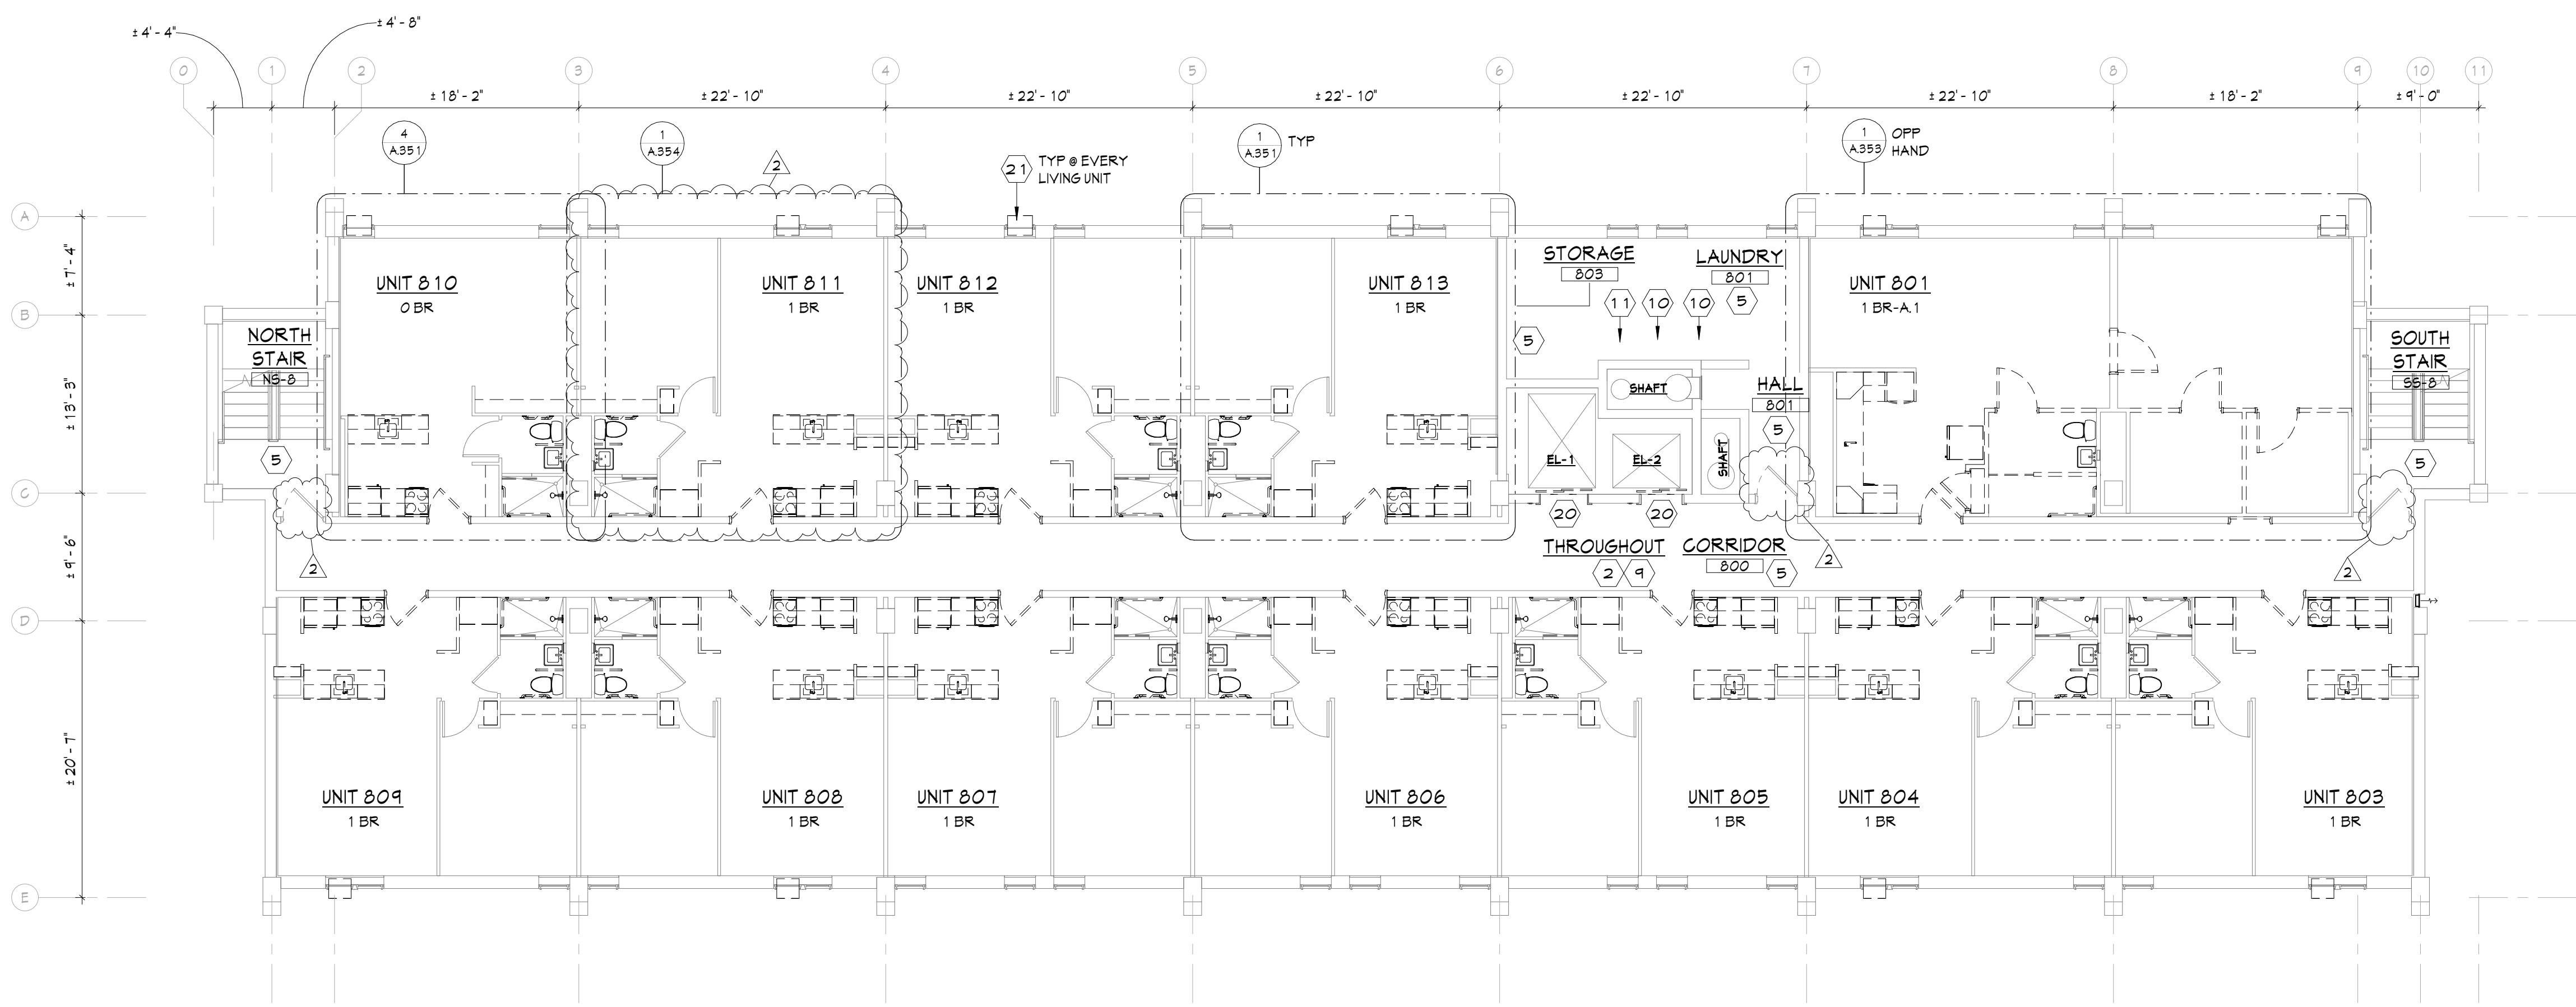 ± 4' - 4"
± 4' - 8"
0
1
2
3
4
5
6
7
8
9
10
11
± 18' - 2"
± 22' - 10"
± 22' - 10"
± 22' - 10"
± 22' - 10"
± 22' - 10"
± 18' - 2"
± 9' - 0"
4
A.351
1
A.354
2
21
TYP @ EVERY
LIVING UNIT
1
A.351
TYP
1
A.353
OPP
HAND
A
B
C
D
E
± 7' - 4"
± 13' - 3"
± 9' - 6"
± 20' - 7"
NORTH
STAIR
NS-8
5
2
UNIT 810
0 BR
UNIT 811
1 BR
UNIT 812
1 BR
UNIT 813
1 BR
STORAGE
803
LAUNDRY
801
5
11
10
10
5
SHAFT
SHAFT
HALL
801
5
EL-1
EL-2
20
20
UNIT 801
1 BR-A.1
SOUTH
STAIR
SS-8
5
THROUGHOUT
2
9
CORRIDOR
800
5
2
2
UNIT 809
1 BR
UNIT 808
1 BR
UNIT 807
1 BR
UNIT 806
1 BR
UNIT 805
1 BR
UNIT 804
1 BR
UNIT 803
1 BR